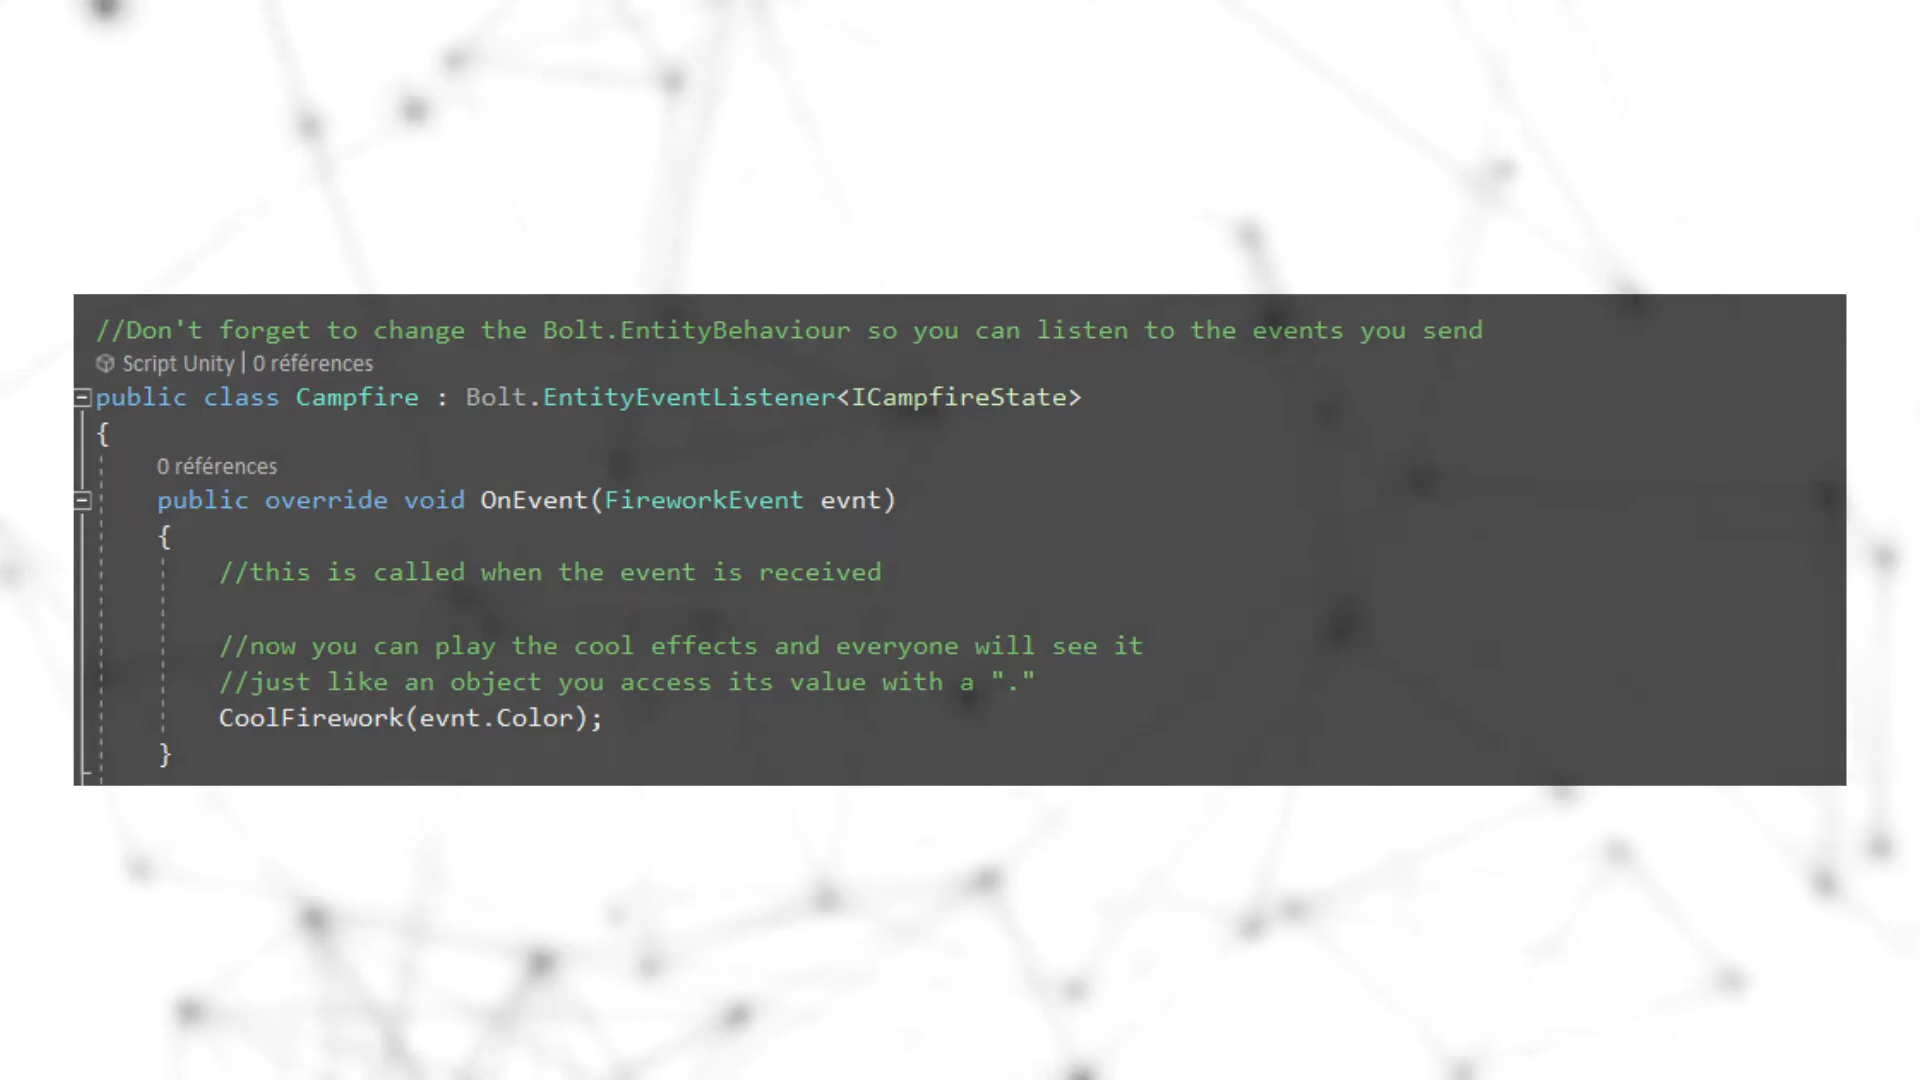 //Don't forget to change the Bolt.EntityBehaviour so you can listen to the events you send
Script Unity | 0 références
public class Campfire : Bolt.EntityEventListener<ICampfireState>
{
0 références
public override void OnEvent(FireworkEvent evnt)
{
//this is called when the event is received
//now you can play the cool effects and everyone will see it
//just like an object you access its value with a "."
CoolFirework(evnt.Color);
}